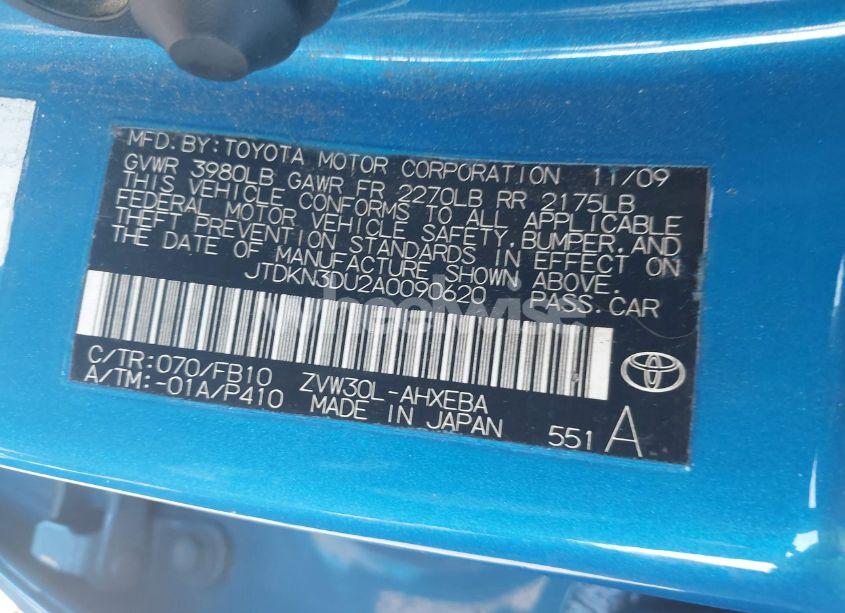 MFD. BY: TOYOTA MOTOR CORPORATION 11/09
GVWR 3980LB GAWR FR 2270LB RR 2175LB
THIS VEHICLE CONFORMS TO ALL APPLICABLE
FEDERAL MOTOR VEHICLE SAFETY, BUMPER, AND
THEFT PREVENTION STANDARDS IN EFFECT ON
THE DATE OF MANUFACTURE SHOWN ABOVE.
JTDKN3DU2A0090620 PASS. CAR
wheelwise
C/TR: 070/FB10 ZVW30L-AHXEBA
A/TM: -01A/P410 MADE IN JAPAN 551 A